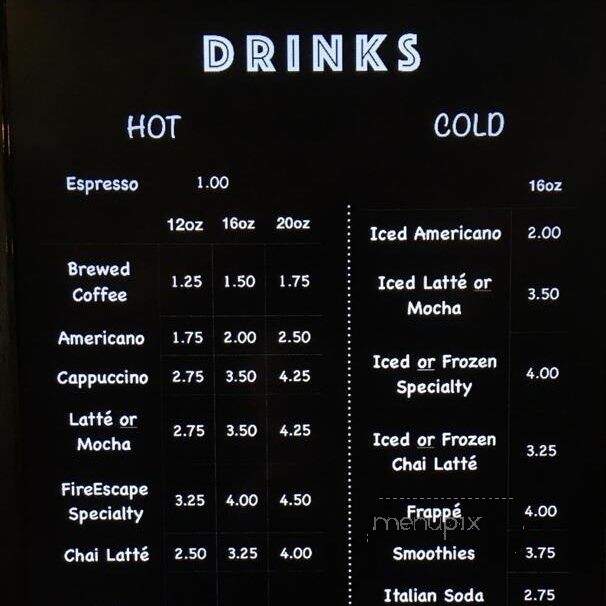 DRINKS
HOT
Espresso 1.00
12oz 16oz 20oz
Brewed
Coffee 1.25 1.50 1.75
Americano 1.75 2.00 2.50
Cappuccino 2.75 3.50 4.25
Latté or
Mocha 2.75 3.50 4.25
FireEscape
Specialty 3.25 4.00 4.50
Chai Latté 2.50 3.25 4.00
COLD
16oz
Iced Americano 2.00
Iced Latté or
Mocha 3.50
Iced or Frozen
Specialty 4.00
Iced or Frozen
Chai Latté 3.25
Frappé 4.00
menupix
Smoothies 3.75
Italian Soda 2.75